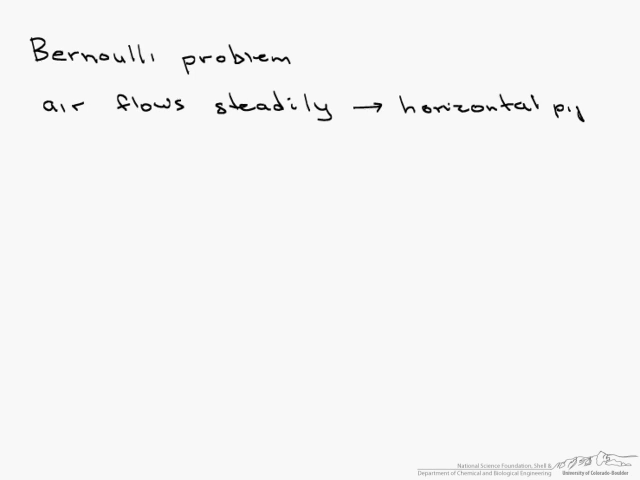 Bernoulli problem
air flows steadily → horizontal pip
National Science Foundation, Shell &
Department of Chemical and Biological Engineering
University of Colorado-Boulder